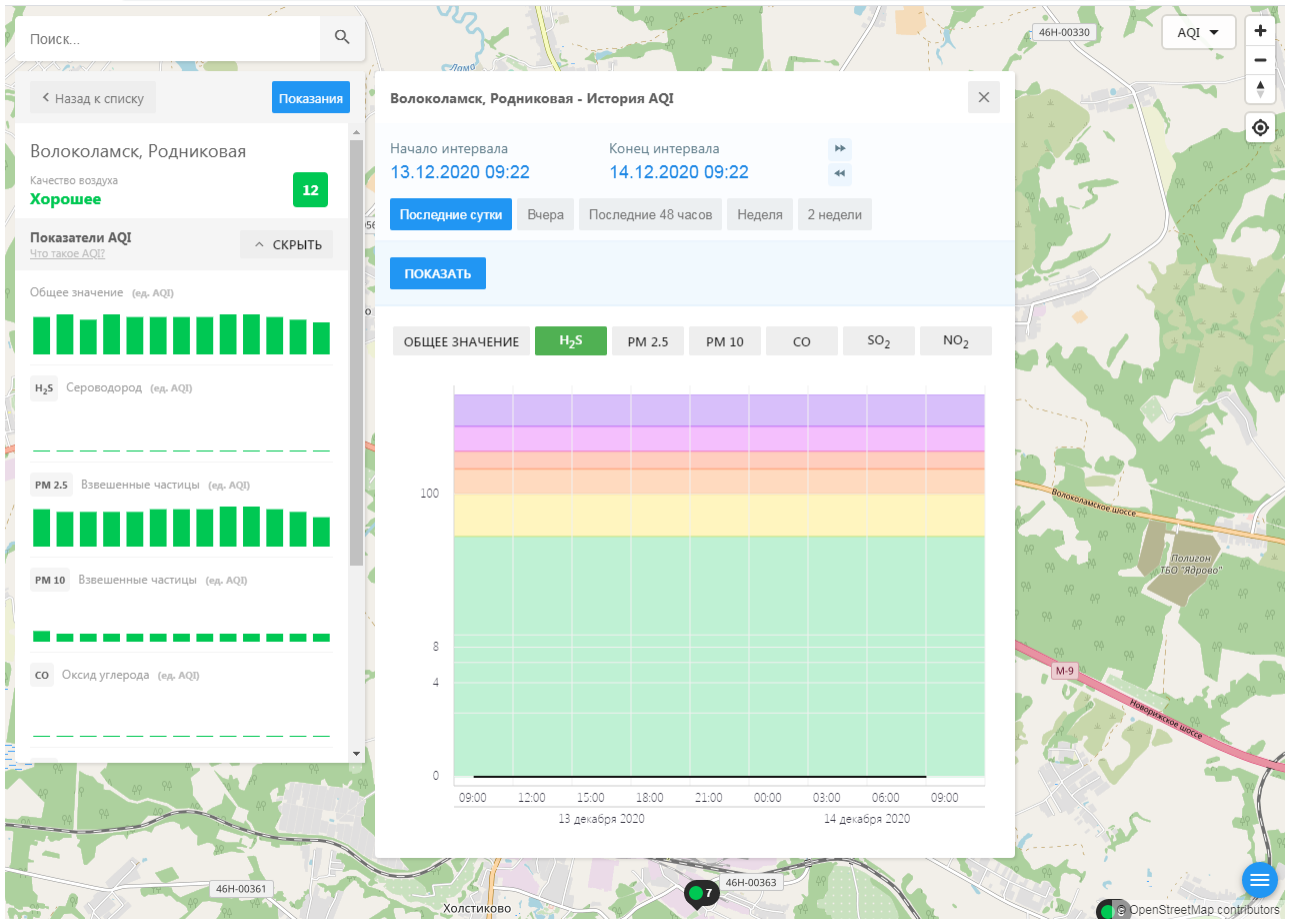 Поиск...
46Н-00330
AQI
Ламо
Назад к списку
Показания
Волоколамск, Родниковая - История AQI
Волоколамск, Родниковая
Качество воздуха
Хорошее
12
Начало интервала
Конец интервала
13.12.2020 09:22
14.12.2020 09:22
Последние сутки
Вчера
Последние 48 часов
Неделя
2 недели
Показатели AQI
Что такое AQI?
СКРЫТЬ
ПОКАЗАТЬ
Общее значение (ед. AQI)
ОБЩЕЕ ЗНАЧЕНИЕ
H2S
PM 2.5
PM 10
CO
SO2
NO2
H2S Сероводород (ед. AQI)
PM 2.5 Взвешенные частицы (ед. AQI)
PM 10 Взвешенные частицы (ед. AQI)
CO Оксид углерода (ед. AQI)
100
8
4
0
09:00
12:00
15:00
18:00
21:00
00:00
03:00
06:00
09:00
13 декабря 2020
14 декабря 2020
Волоколамское шоссе
Полигон
ТБО "Ядрово"
М-9
Новорижское шоссе
46Н-00361
Холстиково
7
46Н-00363
© OpenStreetMap contributors